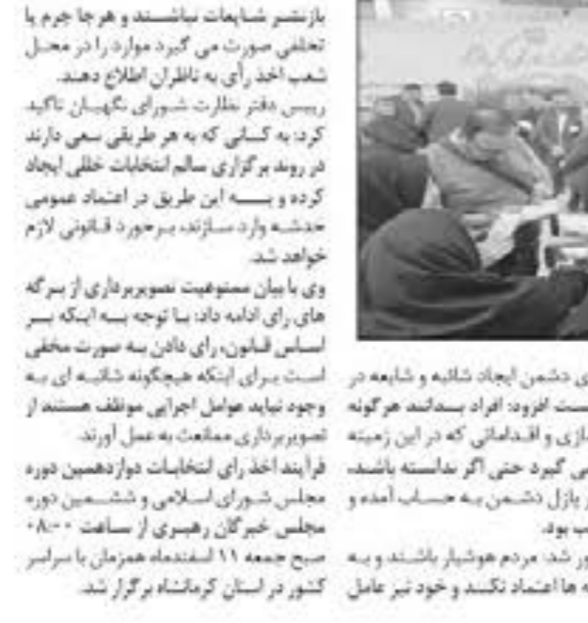 ی دشمن ایجاد شائبه و شایعه در
ست افزود: افراد بدانند هرگونه
ازی و اقداماتی که در این زمینه
ی گیرد حتی اگر ندانسته باشد،
پازل دشمن به حساب آمده و
ب بود.
ور شد: مردم هوشیار باشند و به
ه ها اعتماد نکنند و خود نیز عامل
بازنشر شایعات نباشند و هر جا جرم یا
تخلفی صورت می گیرد موارد را در محل
شعب اخذ رأی به ناظران اطلاع دهند.
رییس دفتر نظارت شورای نگهبان تاکید
کرد: به کسانی که به هر طریقی سعی دارند
در روند برگزاری سالم انتخابات خللی ایجاد
کرده و به این طریق در اعتماد عمومی
خدشه وارد سازند، برخورد قانونی لازم
خواهد شد.
وی با بیان ممنوعیت تصویربرداری از برگه
های رای ادامه داد: با توجه به اینکه بر
اساس قانون، رای دادن به صورت مخفی
است برای اینکه هیچگونه شائبه ای به
وجود نیاید عوامل اجرایی موظف هستند از
تصویربرداری ممانعت به عمل آورند.
فرآیند اخذ رای انتخابات دوازدهمین دوره
مجلس شورای اسلامی و ششمین دوره
مجلس خبرگان رهبری از ساعت ۰۸:۰۰
صبح جمعه ۱۱ اسفندماه همزمان با سراسر
کشور در استان کرمانشاه برگزار شد.